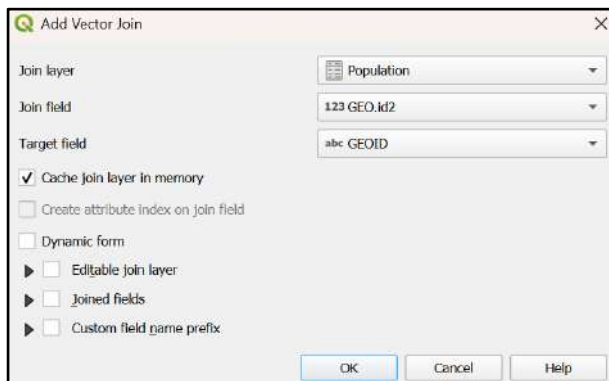 Add Vector Join
Join layer Population
Join field 123 GEO.id2
Target field abc GEOID
Cache join layer in memory
Create attribute index on join field
Dynamic form
Editable join layer
Joined fields
Custom field name prefix
OK Cancel Help